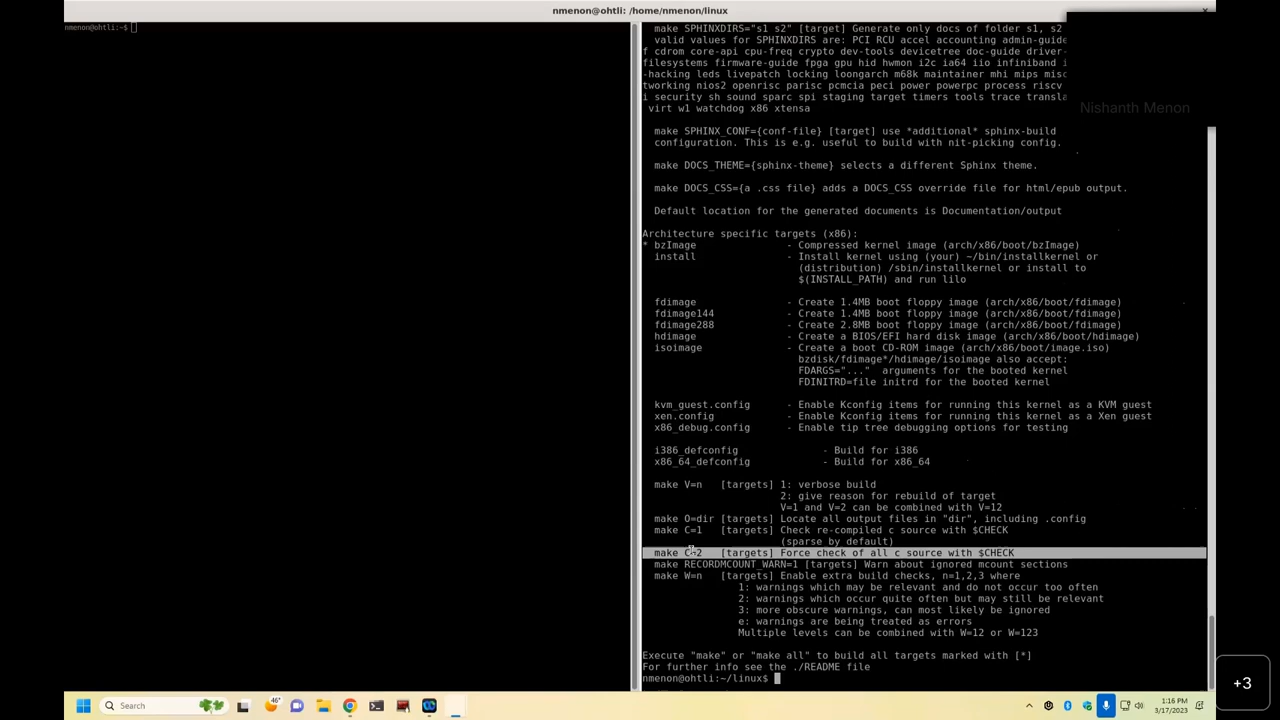 nmenon@ohtli: /home/nmenon/linux
nmenon@ohtli:~$
make SPHINXDIRS="s1 s2" [target] Generate only docs of folder s1, s2
valid values for SPHINXDIRS are: PCI RCU accel accounting admin-guide
f cdrom core-api cpu-freq crypto dev-tools devicetree doc-guide driver-
filesystems firmware-guide fpga gpu hid hwmon i2c ia64 iio infiniband i
-hacking leds livepatch locking loongarch m68k maintainer mhi mips misc
tworking nios2 openrisc parisc pcmcia peci power powerpc process riscv
i security sh sound sparc spi staging target timers tools trace transla
virt w1 watchdog x86 xtensa
Nishanth Menon
make SPHINX_CONF={conf-file} [target] use *additional* sphinx-build
configuration. This is e.g. useful to build with nit-picking config.
make DOCS_THEME={sphinx-theme} selects a different Sphinx theme.
make DOCS_CSS={a .css file} adds a DOCS_CSS override file for html/epub output.
Default location for the generated documents is Documentation/output
Architecture specific targets (x86):
* bzImage - Compressed kernel image (arch/x86/boot/bzImage)
install - Install kernel using (your) ~/bin/installkernel or
(distribution) /sbin/installkernel or install to
$(INSTALL_PATH) and run lilo
fdimage - Create 1.4MB boot floppy image (arch/x86/boot/fdimage)
fdimage144 - Create 1.4MB boot floppy image (arch/x86/boot/fdimage)
fdimage288 - Create 2.8MB boot floppy image (arch/x86/boot/fdimage)
hdimage - Create a BIOS/EFI hard disk image (arch/x86/boot/hdimage)
isoimage - Create a boot CD-ROM image (arch/x86/boot/image.iso)
bzdisk/fdimage*/hdimage/isoimage also accept:
FDARGS="..." arguments for the booted kernel
FDINITRD=file initrd for the booted kernel
kvm_guest.config - Enable Kconfig items for running this kernel as a KVM guest
xen.config - Enable Kconfig items for running this kernel as a Xen guest
x86_debug.config - Enable tip tree debugging options for testing
i386_defconfig - Build for i386
x86_64_defconfig - Build for x86_64
make V=n [targets] 1: verbose build
2: give reason for rebuild of target
V=1 and V=2 can be combined with V=12
make O=dir [targets] Locate all output files in "dir", including .config
make C=1 [targets] Check re-compiled c source with $CHECK
(sparse by default)
make C=2 [targets] Force check of all c source with $CHECK
make RECORDMCOUNT_WARN=1 [targets] Warn about ignored mcount sections
make W=n [targets] Enable extra build checks, n=1,2,3 where
1: warnings which may be relevant and do not occur too often
2: warnings which occur quite often but may still be relevant
3: more obscure warnings, can most likely be ignored
e: warnings are being treated as errors
Multiple levels can be combined with W=12 or W=123
Execute "make" or "make all" to build all targets marked with [*]
For further info see the ./README file
nmenon@ohtli:~/linux$
+3
Search
46°
1:16 PM
3/17/2023